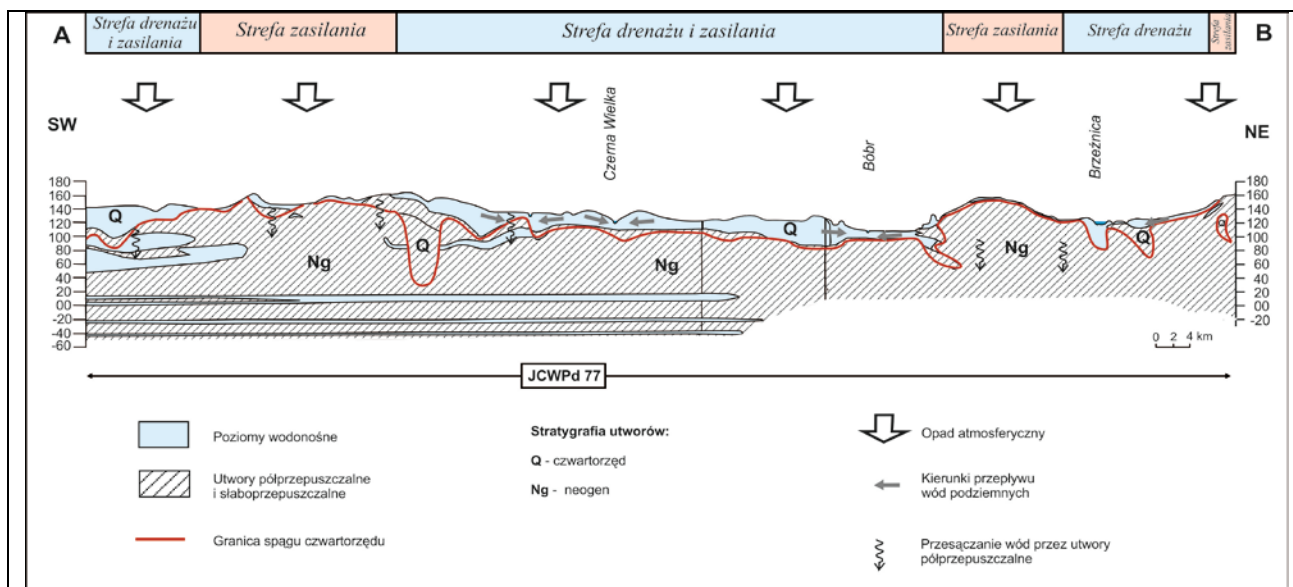 A
Strefa drenażu
i zasilania
Strefa zasilania
Strefa drenażu i zasilania
Strefa zasilania
Strefa drenażu
Strefa
zasilania
B
SW
Czerna Wielka
Bóbr
Brzeźnica
NE
180
160
140
120
100
80
60
40
20
00
-20
-40
-60
180
160
140
120
100
80
60
40
20
00
-20
Q
Q
Q
Q
Q
Ng
Ng
Ng
0 2 4 km
JCWPd 77
Poziomy wodonośne
Utwory półprzepuszczalne
i słaboprzepuszczalne
Granica spągu czwartorzędu
Stratygrafia utworów:
Q - czwartorzęd
Ng - neogen
Opad atmosferyczny
Kierunki przepływu
wód podziemnych
Przesączanie wód przez utwory
półprzepuszczalne